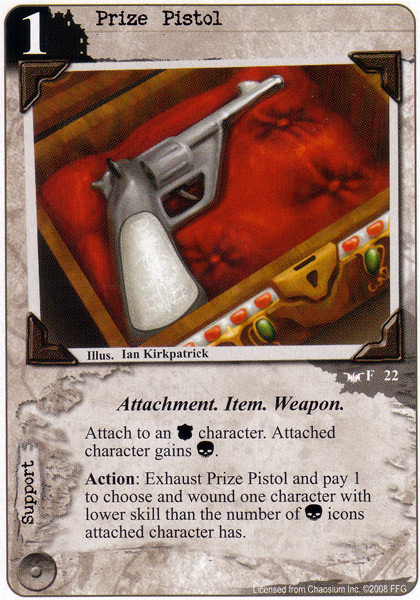 1
Prize Pistol
Illus. Ian Kirkpatrick
F 22
Attachment. Item. Weapon.
Attach to an character. Attached
character gains .
Action: Exhaust Prize Pistol and pay 1
to choose and wound one character with
lower skill than the number of icons
attached character has.
Support
Licensed from Chaosium Inc. ©2008 FFG